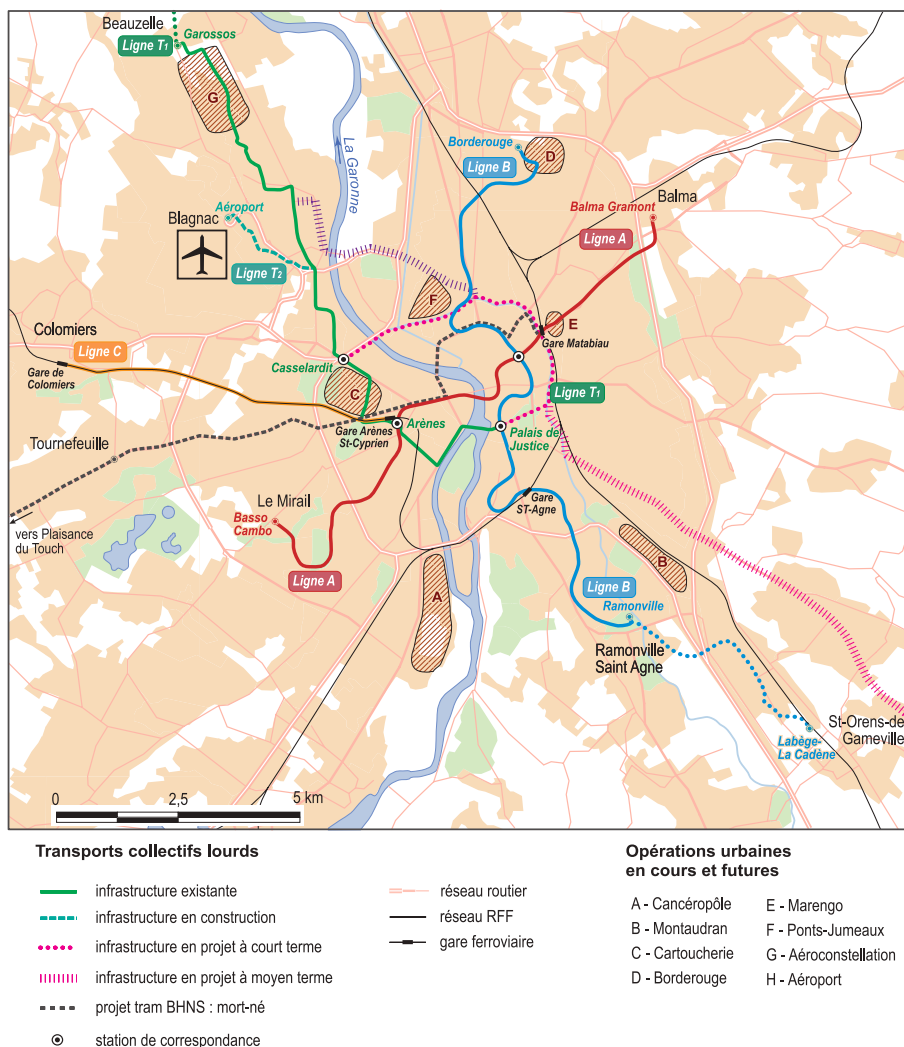 Beauzelle
Garossos
Ligne T1
G
La Garonne
Borderouge
D
Ligne B
Balma
Balma Gramont
Ligne A
Aéroport
Blagnac
Ligne T2
F
E
Gare Matabiau
Colomiers
Ligne C
Gare de
Colomiers
Casselardit
C
Ligne T1
Gare Arènes
St-Cyprien
Arènes
Palais de
Justice
Tournefeuille
Le Mirail
Gare
ST-Agne
vers Plaisance
du Touch
Basso
Cambo
Ligne A
B
A
Ligne B
Ramonville
Ramonville
Saint Agne
St-Orens-de-
Gameville
Labège-
La Cadène
0 2,5 5 km
Transports collectifs lourds
infrastructure existante
infrastructure en construction
infrastructure en projet à court terme
infrastructure en projet à moyen terme
projet tram BHNS : mort-né
station de correspondance
réseau routier
réseau RFF
gare ferroviaire
Opérations urbaines
en cours et futures
A - Cancéropôle
B - Montaudran
C - Cartoucherie
D - Borderouge
E - Marengo
F - Ponts-Jumeaux
G - Aéroconstellation
H - Aéroport